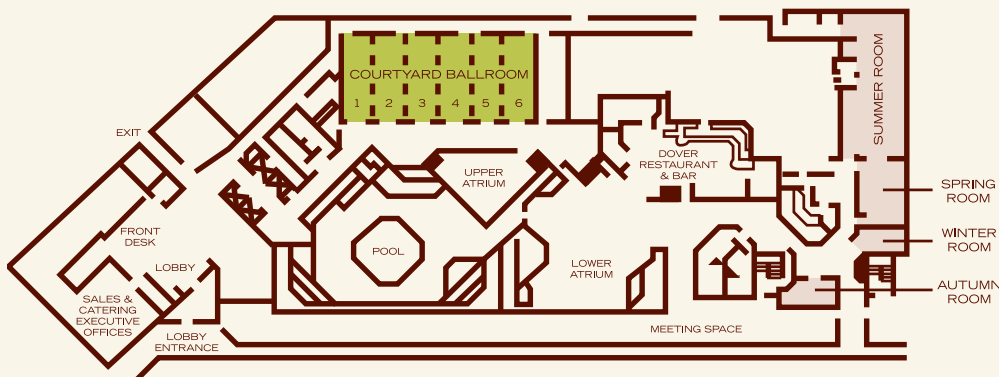 COURTYARD BALLROOM
1 2 3 4 5 6
SUMMER ROOM
EXIT
DOVER
RESTAURANT
& BAR
UPPER
ATRIUM
SPRING
ROOM
FRONT
DESK
POOL
WINTER
ROOM
LOBBY
LOWER
ATRIUM
AUTUMN
ROOM
SALES &
CATERING
EXECUTIVE
OFFICES
MEETING SPACE
LOBBY
ENTRANCE